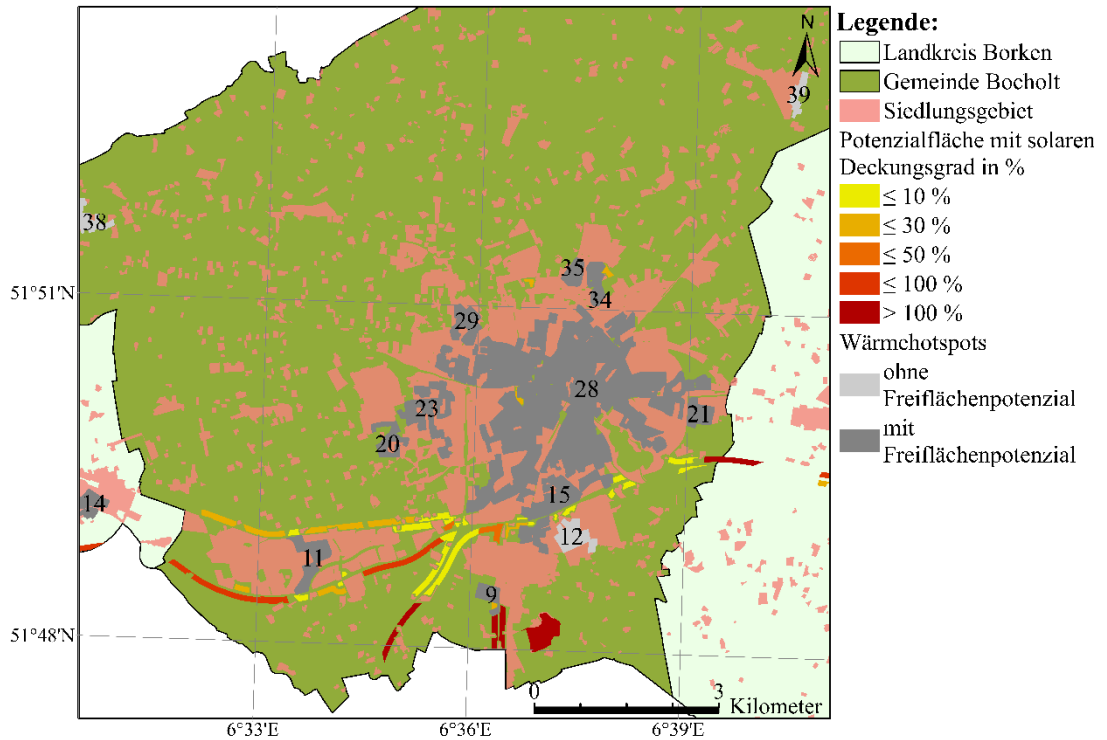 Legende:
Landkreis Borken
Gemeinde Bocholt
Siedlungsgebiet
Potenzialfläche mit solaren
Deckungsgrad in %
≤ 10 %
≤ 30 %
≤ 50 %
≤ 100 %
> 100 %
Wärmehotspots
ohne
Freiflächenpotenzial
mit
Freiflächenpotenzial
N
39
38
35
34
29
28
23
21
20
15
14
12
11
9
51°51'N
51°48'N
0 3
Kilometer
6°33'E 6°36'E 6°39'E